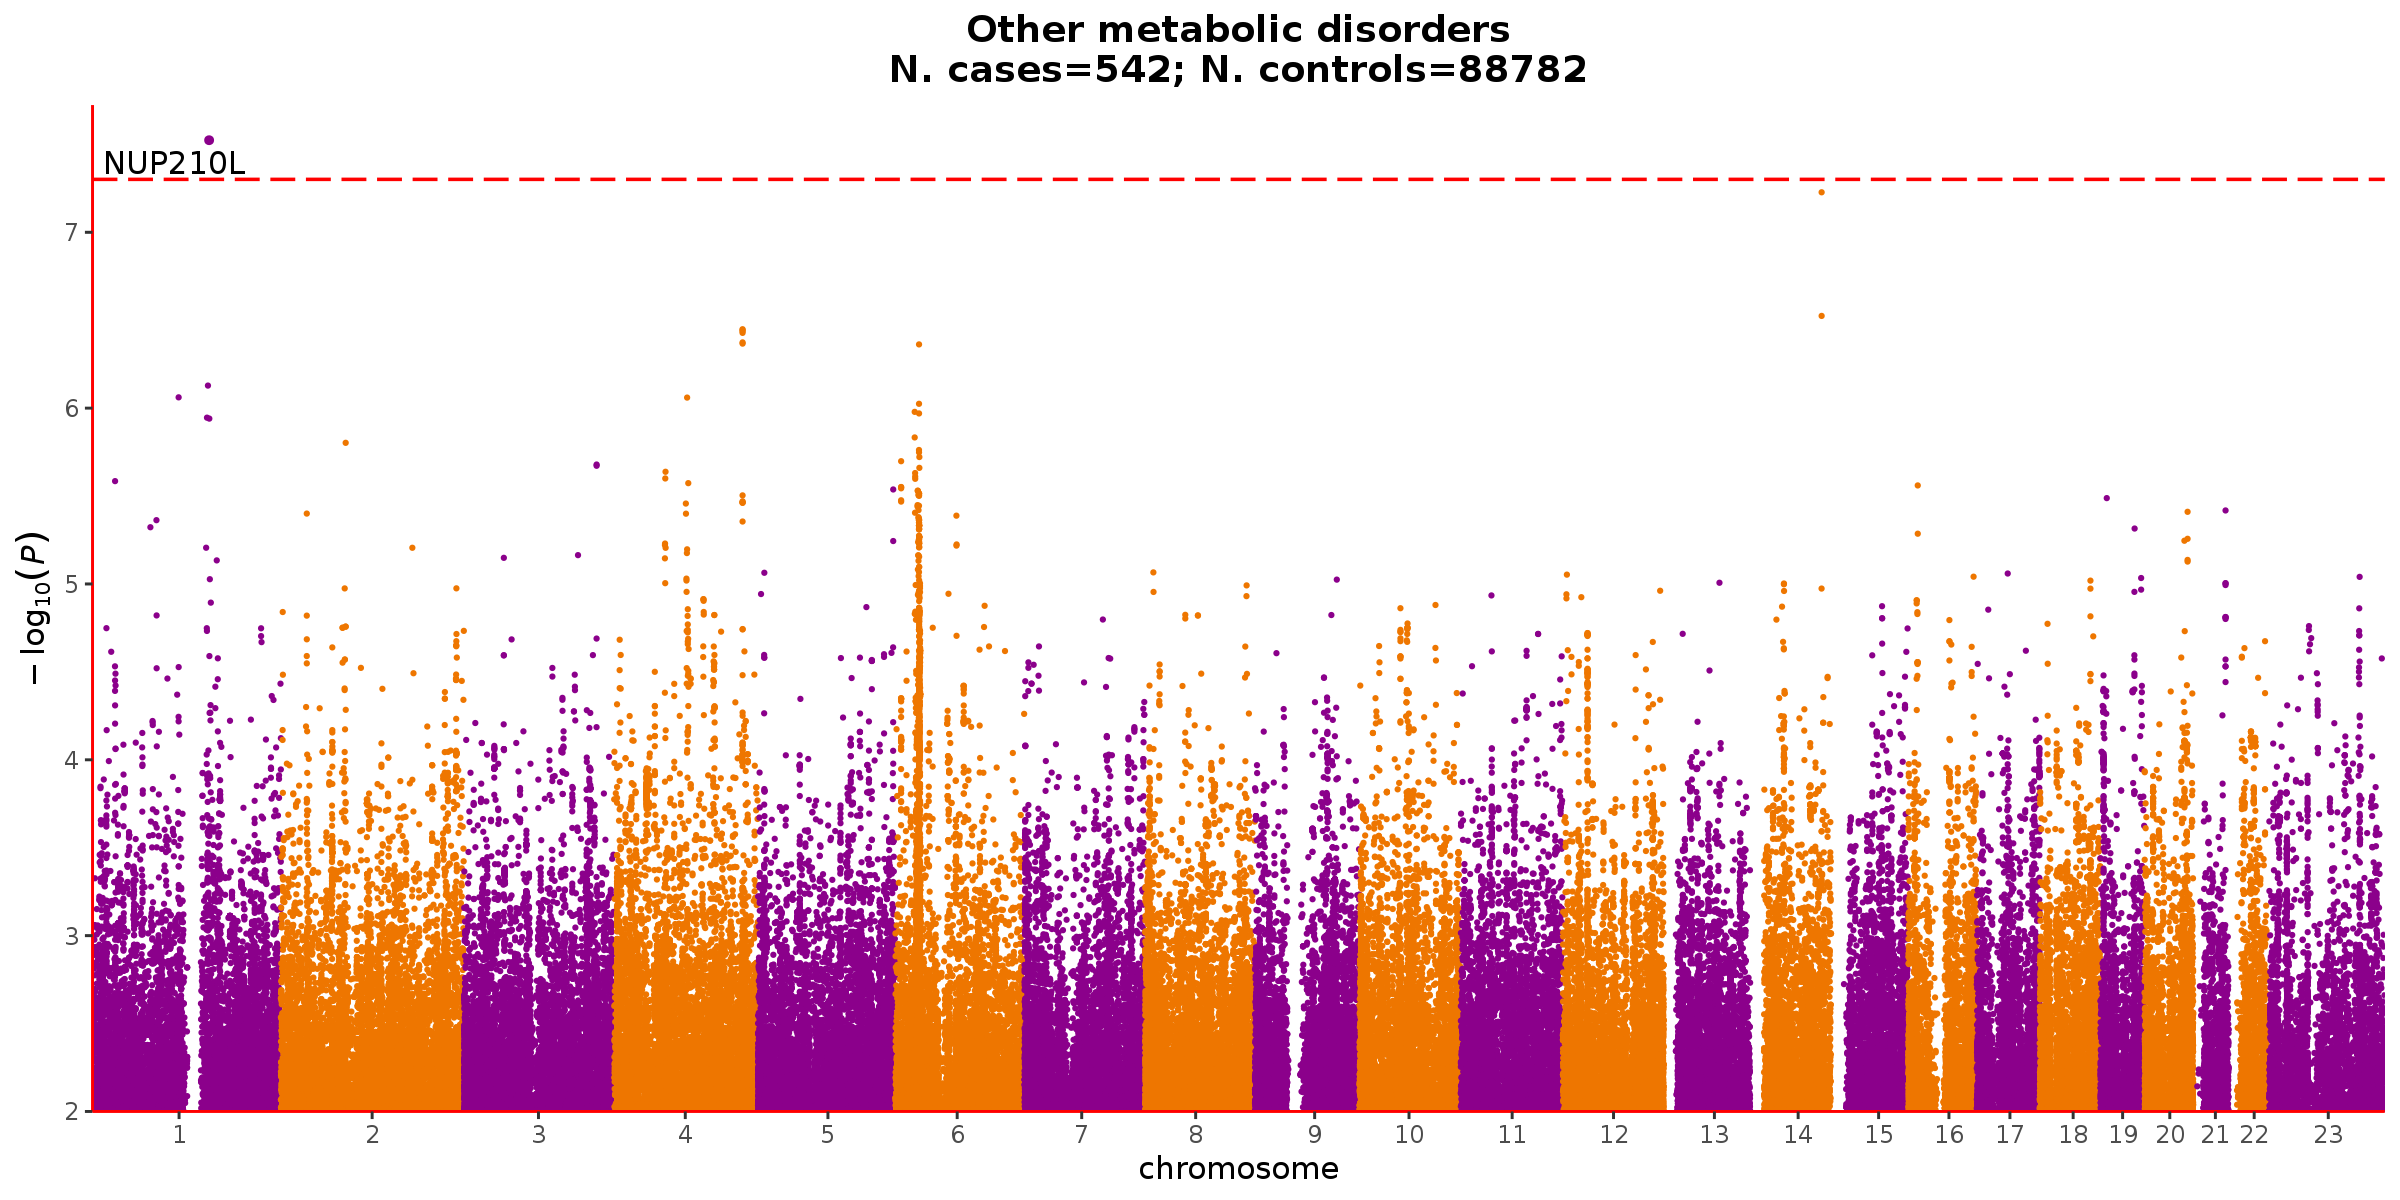 Other metabolic disorders
N. cases=542; N. controls=88782
NUP210L
7
6
5
4
3
2
− log10(P)
1 2 3 4 5 6 7 8 9 10 11 12 13 14 15 16 17 18 19 20 21 22 23
chromosome